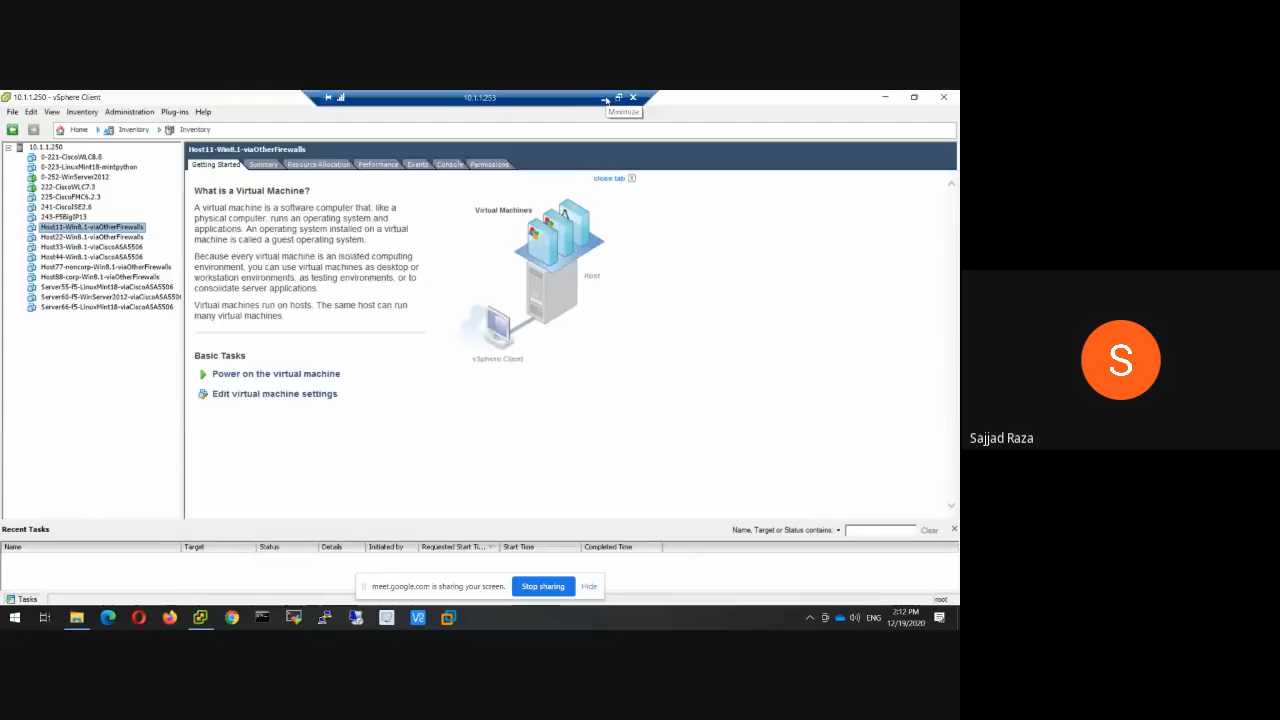 10.1.1.250 - vSphere Client
10.1.1.253
Minimize
File Edit View Inventory Administration Plug-ins Help
Home Inventory Inventory
10.1.1.250
0-221-CiscoWLC8.8
0-223-LinuxMint18-mintpython
0-252-WinServer2012
222-CiscoWLC7.3
225-CiscoFMC6.2.3
241-CiscoISE2.6
243-F5BigIP13
Host11-Win8.1-viaOtherFirewalls
Host22-Win8.1-viaOtherFirewalls
Host33-Win8.1-viaCiscoASA5506
Host44-Win8.1-viaCiscoASA5506
Host77-noncorp-Win8.1-viaOtherFirewalls
Host88-corp-Win8.1-viaOtherFirewalls
Server55-f5-LinuxMint18-viaCiscoASA5506
Server60-f5-WinServer2012-viaCiscoASA550
Server66-f5-LinuxMint18-viaCiscoASA5506
Host11-Win8.1-viaOtherFirewalls
Getting Started Summary Resource Allocation Performance Events Console Permissions
close tab
What is a Virtual Machine?
A virtual machine is a software computer that, like a
physical computer, runs an operating system and
applications. An operating system installed on a virtual
machine is called a guest operating system.
Because every virtual machine is an isolated computing
environment, you can use virtual machines as desktop or
workstation environments, as testing environments, or to
consolidate server applications.
Virtual machines run on hosts. The same host can run
many virtual machines.
Basic Tasks
Power on the virtual machine
Edit virtual machine settings
Virtual Machines
Host
vSphere Client
Recent Tasks
Name, Target or Status contains: Clear
Name Target Status Details Initiated by Requested Start Ti... Start Time Completed Time
meet.google.com is sharing your screen. Stop sharing Hide
Tasks
root
ENG
2:12 PM
12/19/2020
S
Sajjad Raza